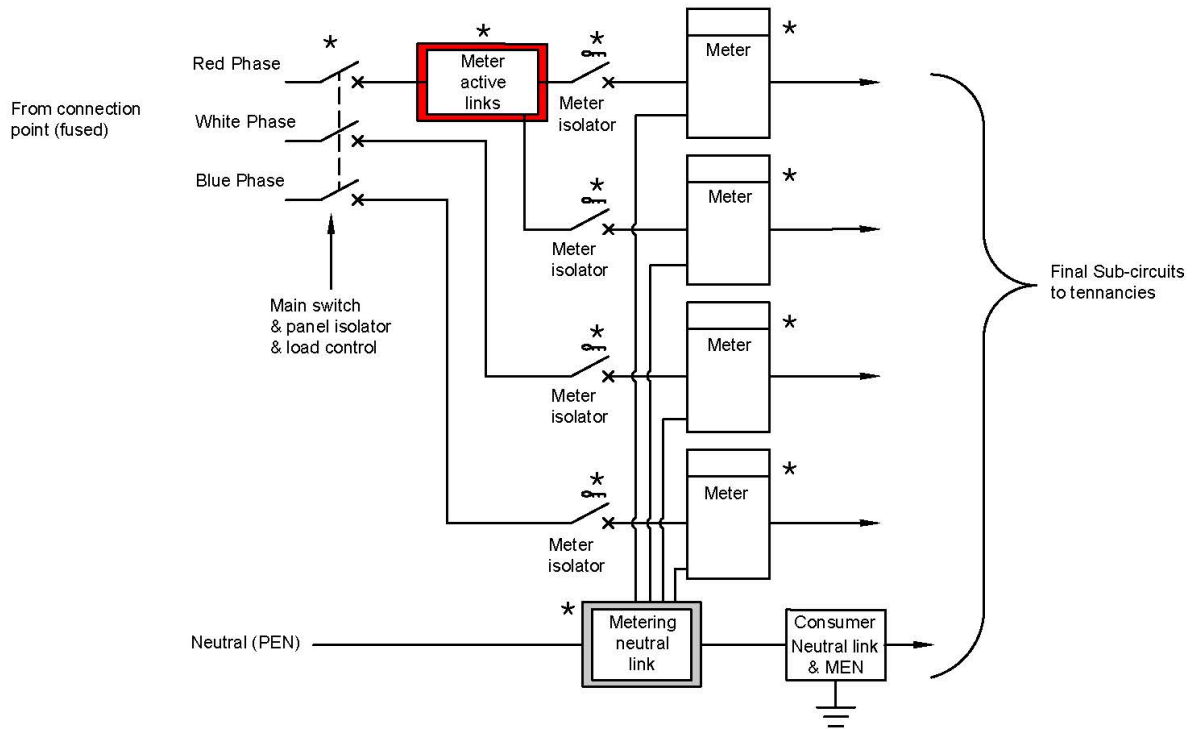 *
*
*
Meter
*
Red Phase
Meter
active
links
Meter
isolator
From connection
point (fused)
White Phase
Blue Phase
*
Meter
*
Meter
isolator
Main switch
& panel isolator
& load control
Final Sub-circuits
to tennancies
*
Meter
*
Meter
isolator
*
Meter
*
Meter
isolator
*
Neutral (PEN)
Metering
neutral
link
Consumer
Neutral link
& MEN